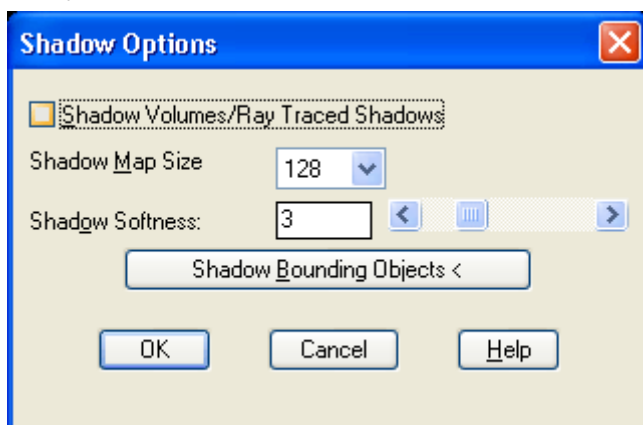 Shadow Options
Shadow Volumes/Ray Traced Shadows
Shadow Map Size 128
Shadow Softness: 3
Shadow Bounding Objects <
OK Cancel Help